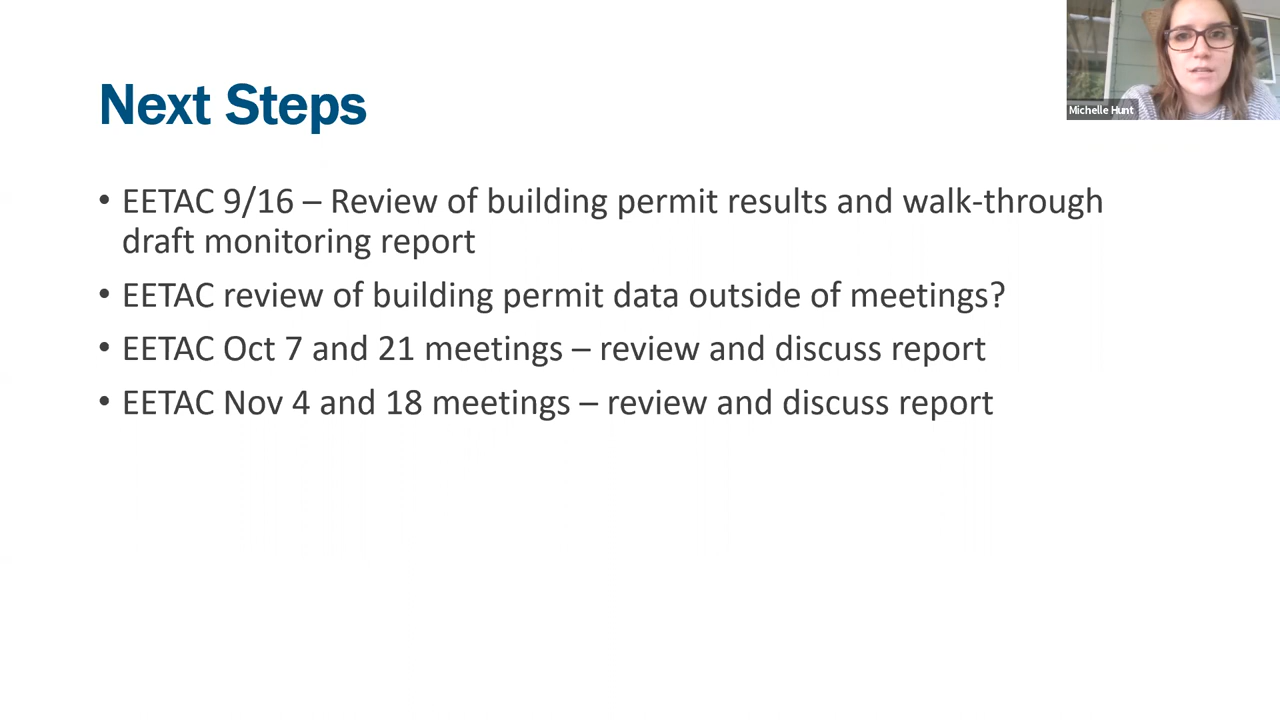 Next Steps
Michelle Hunt
• EETAC 9/16 – Review of building permit results and walk-through
draft monitoring report
• EETAC review of building permit data outside of meetings?
• EETAC Oct 7 and 21 meetings – review and discuss report
• EETAC Nov 4 and 18 meetings – review and discuss report